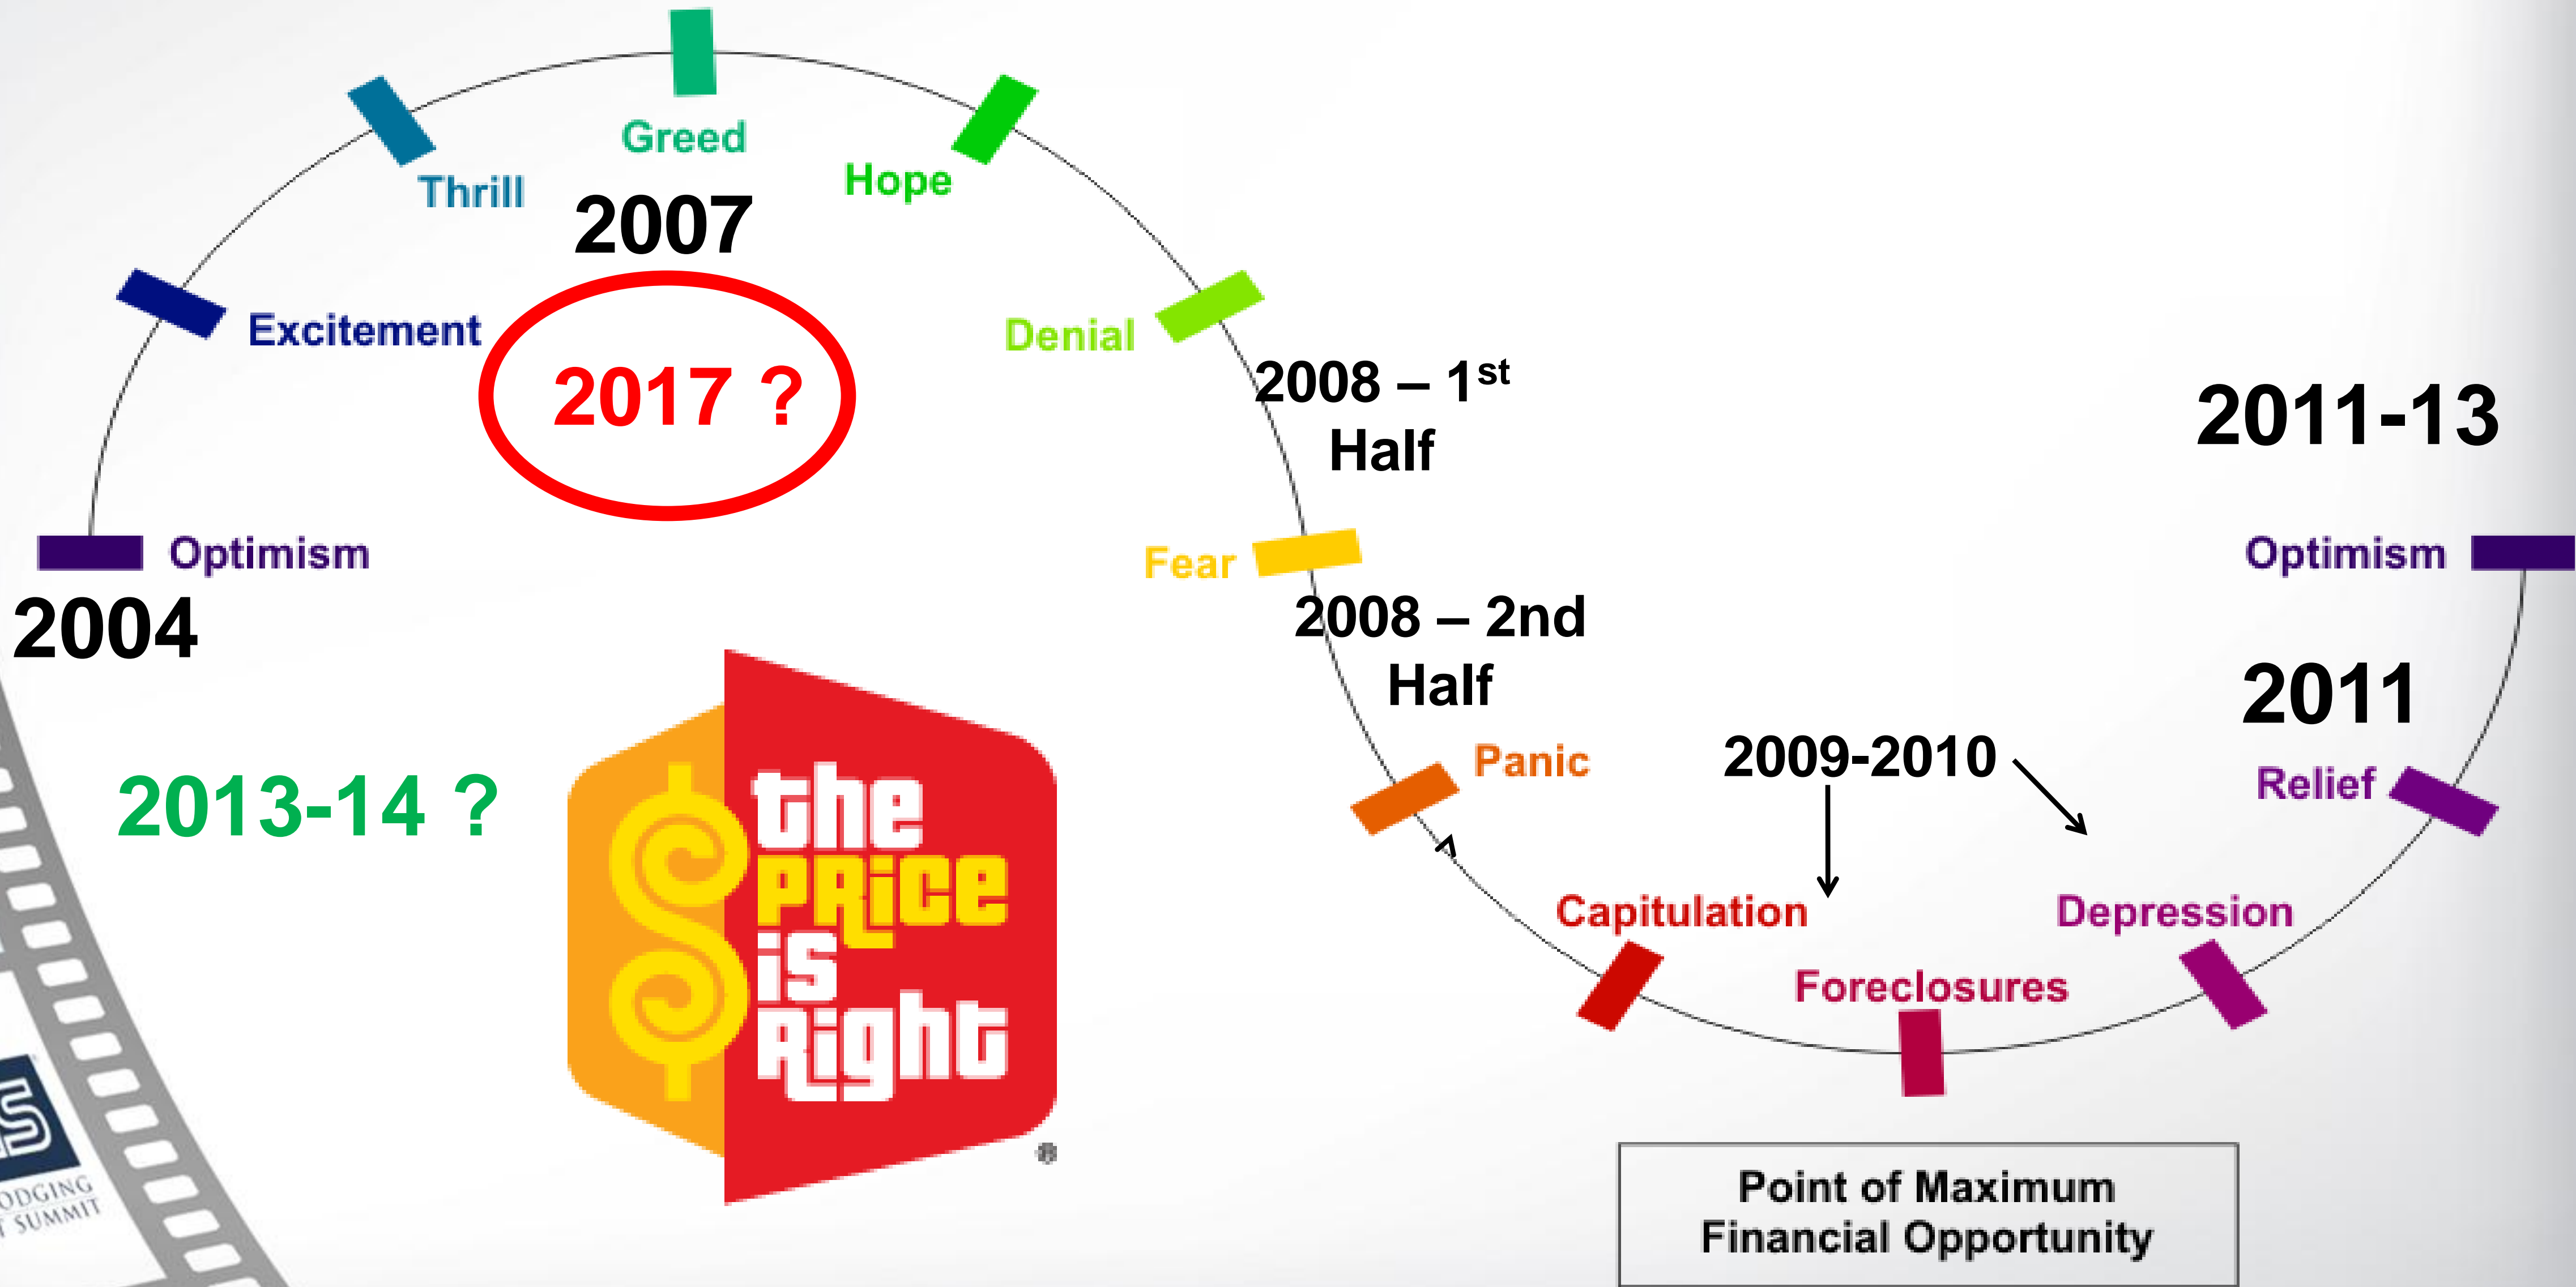 Greed
Thrill
Hope
2007
Excitement
Denial
2017 ?
2008 – 1st
Half
2011-13
Optimism
Fear
Optimism
2004
2008 – 2nd
Half
2011
2009-2010
Panic
Relief
2013-14 ?
the
PRiCE
is
Right
®
Capitulation
Depression
Foreclosures
Point of Maximum
Financial Opportunity
SUMMIT